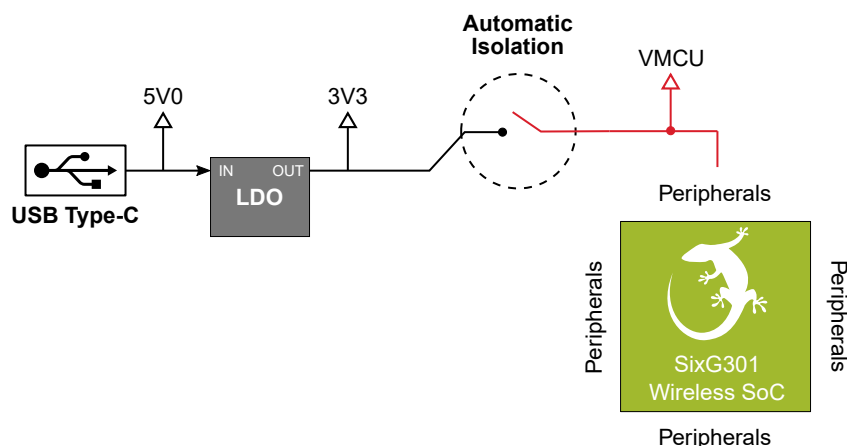 Automatic
Isolation
VMCU
5V0
3V3
IN
OUT
LDO
USB Type-C
Peripherals
Peripherals
Peripherals
SixG301
Wireless SoC
Peripherals